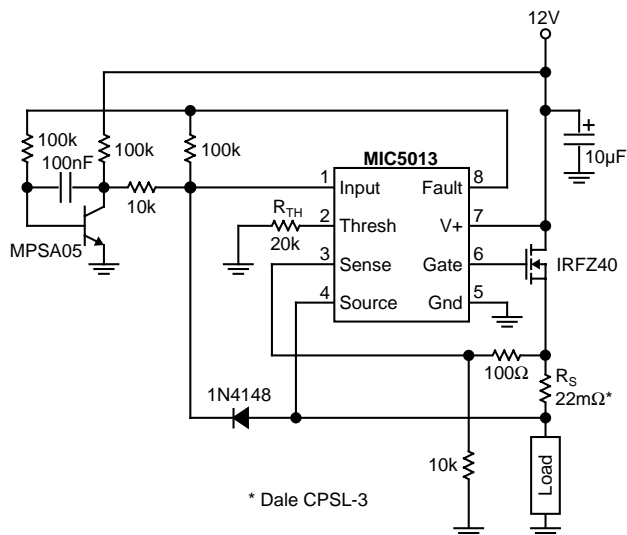 12V
100k
100nF
100k
100k
10µF
MIC5013
10k
1 Input
Fault 8
R_TH
20k
2 Thresh
V+ 7
MPSA05
3 Sense
Gate 6
IRFZ40
4 Source
Gnd 5
100Ω
R_S
22mΩ*
1N4148
10k
Load
* Dale CPSL-3